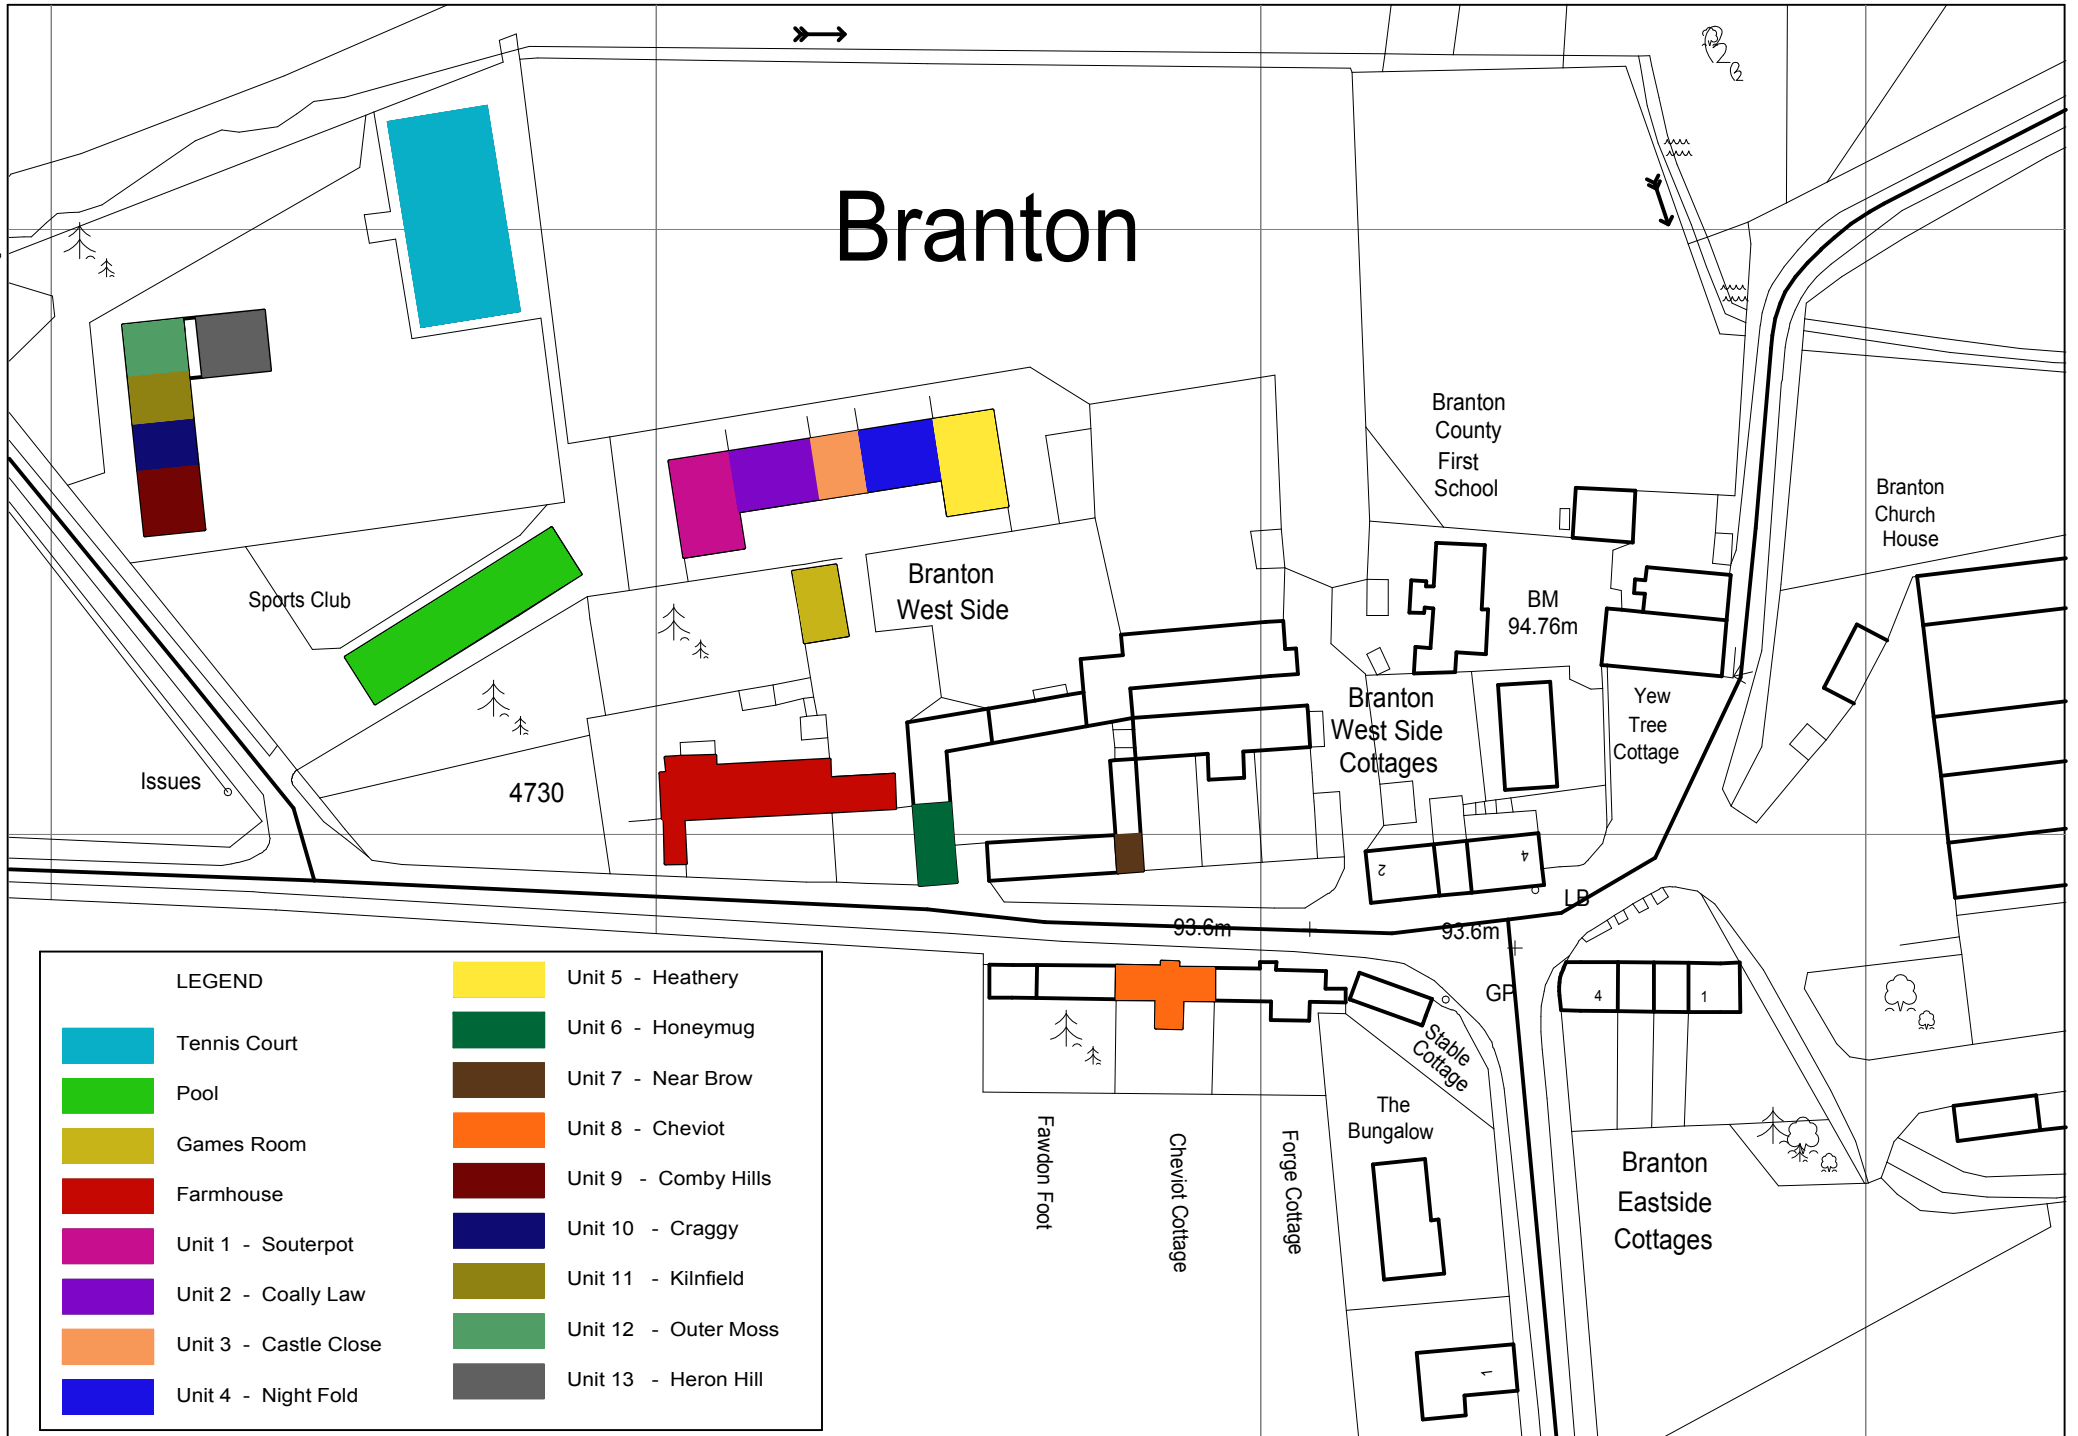 Branton
Branton
County
First
School
Branton
Church
House
Sports Club
Branton
West Side
BM
94.76m
Branton
West Side
Cottages
Yew
Tree
Cottage
Issues
4730
2
4
LB
93.6m
93.6m
GP
4
1
Stable
Cottage
The
Bungalow
Fawdon Foot
Cheviot Cottage
Forge Cottage
Branton
Eastside
Cottages
1
LEGEND
Tennis Court
Pool
Games Room
Farmhouse
Unit 1 - Souterpot
Unit 2 - Coally Law
Unit 3 - Castle Close
Unit 4 - Night Fold
Unit 5 - Heathery
Unit 6 - Honeymug
Unit 7 - Near Brow
Unit 8 - Cheviot
Unit 9 - Comby Hills
Unit 10 - Craggy
Unit 11 - Kilnfield
Unit 12 - Outer Moss
Unit 13 - Heron Hill